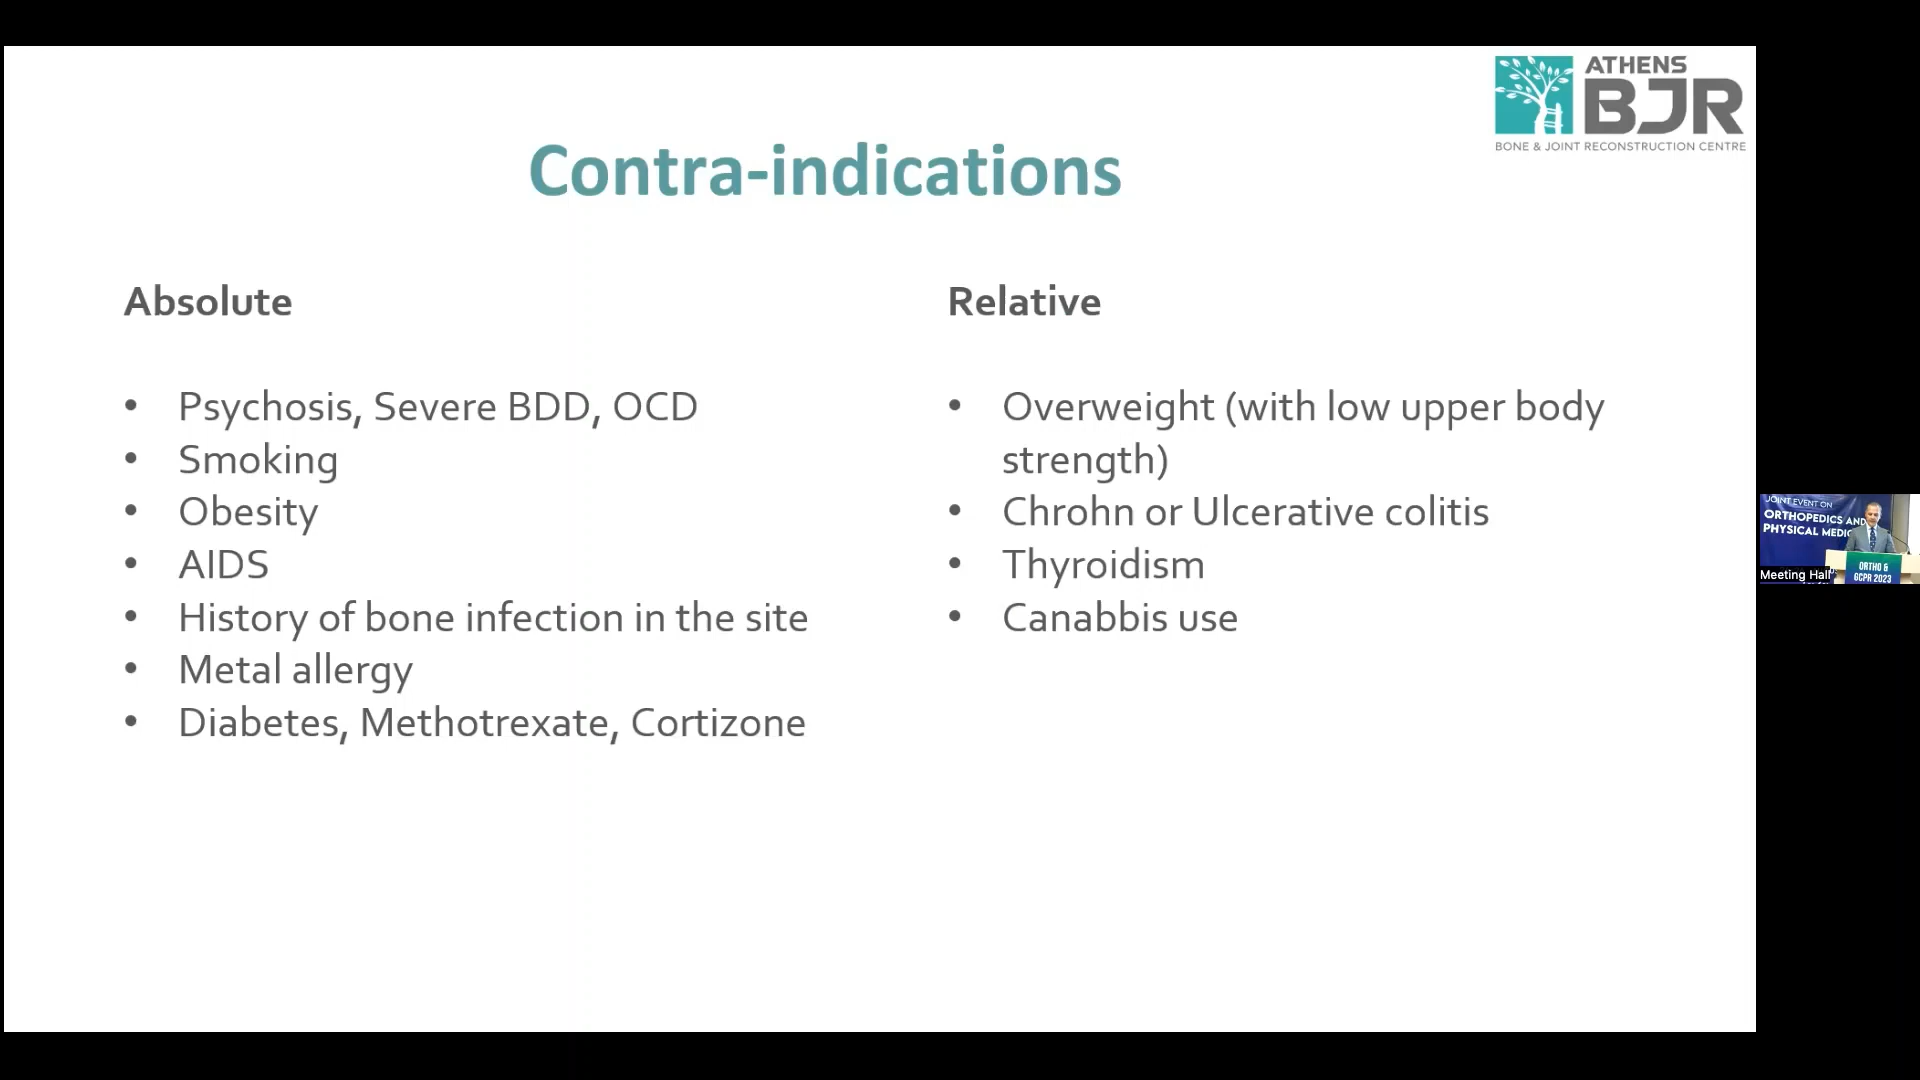 ATHENS
BJR
BONE & JOINT RECONSTRUCTION CENTRE
Contra-indications
Absolute
• Psychosis, Severe BDD, OCD
• Smoking
• Obesity
• AIDS
• History of bone infection in the site
• Metal allergy
• Diabetes, Methotrexate, Cortizone
Relative
• Overweight (with low upper body
strength)
• Chrohn or Ulcerative colitis
• Thyroidism
• Canabbis use
JOINT EVENT ON
ORTHOPEDICS AND
PHYSICAL MEDIC
ORTHO &
GCPR 2023
Meeting Hall